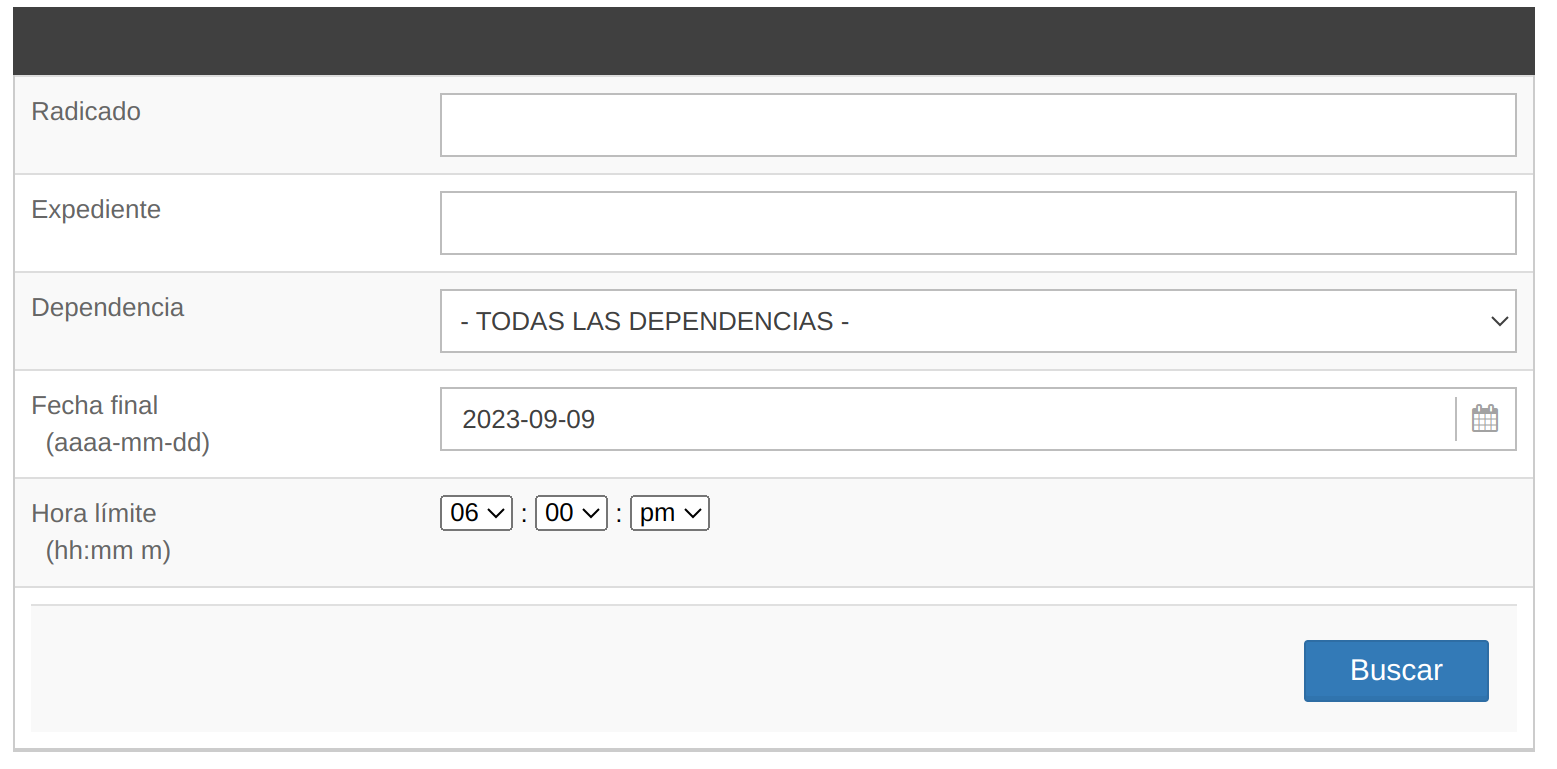 Radicado
Expediente
Dependencia
- TODAS LAS DEPENDENCIAS -
Fecha final
(aaaa-mm-dd)
2023-09-09
Hora límite
(hh:mm m)
06 : 00 : pm
Buscar